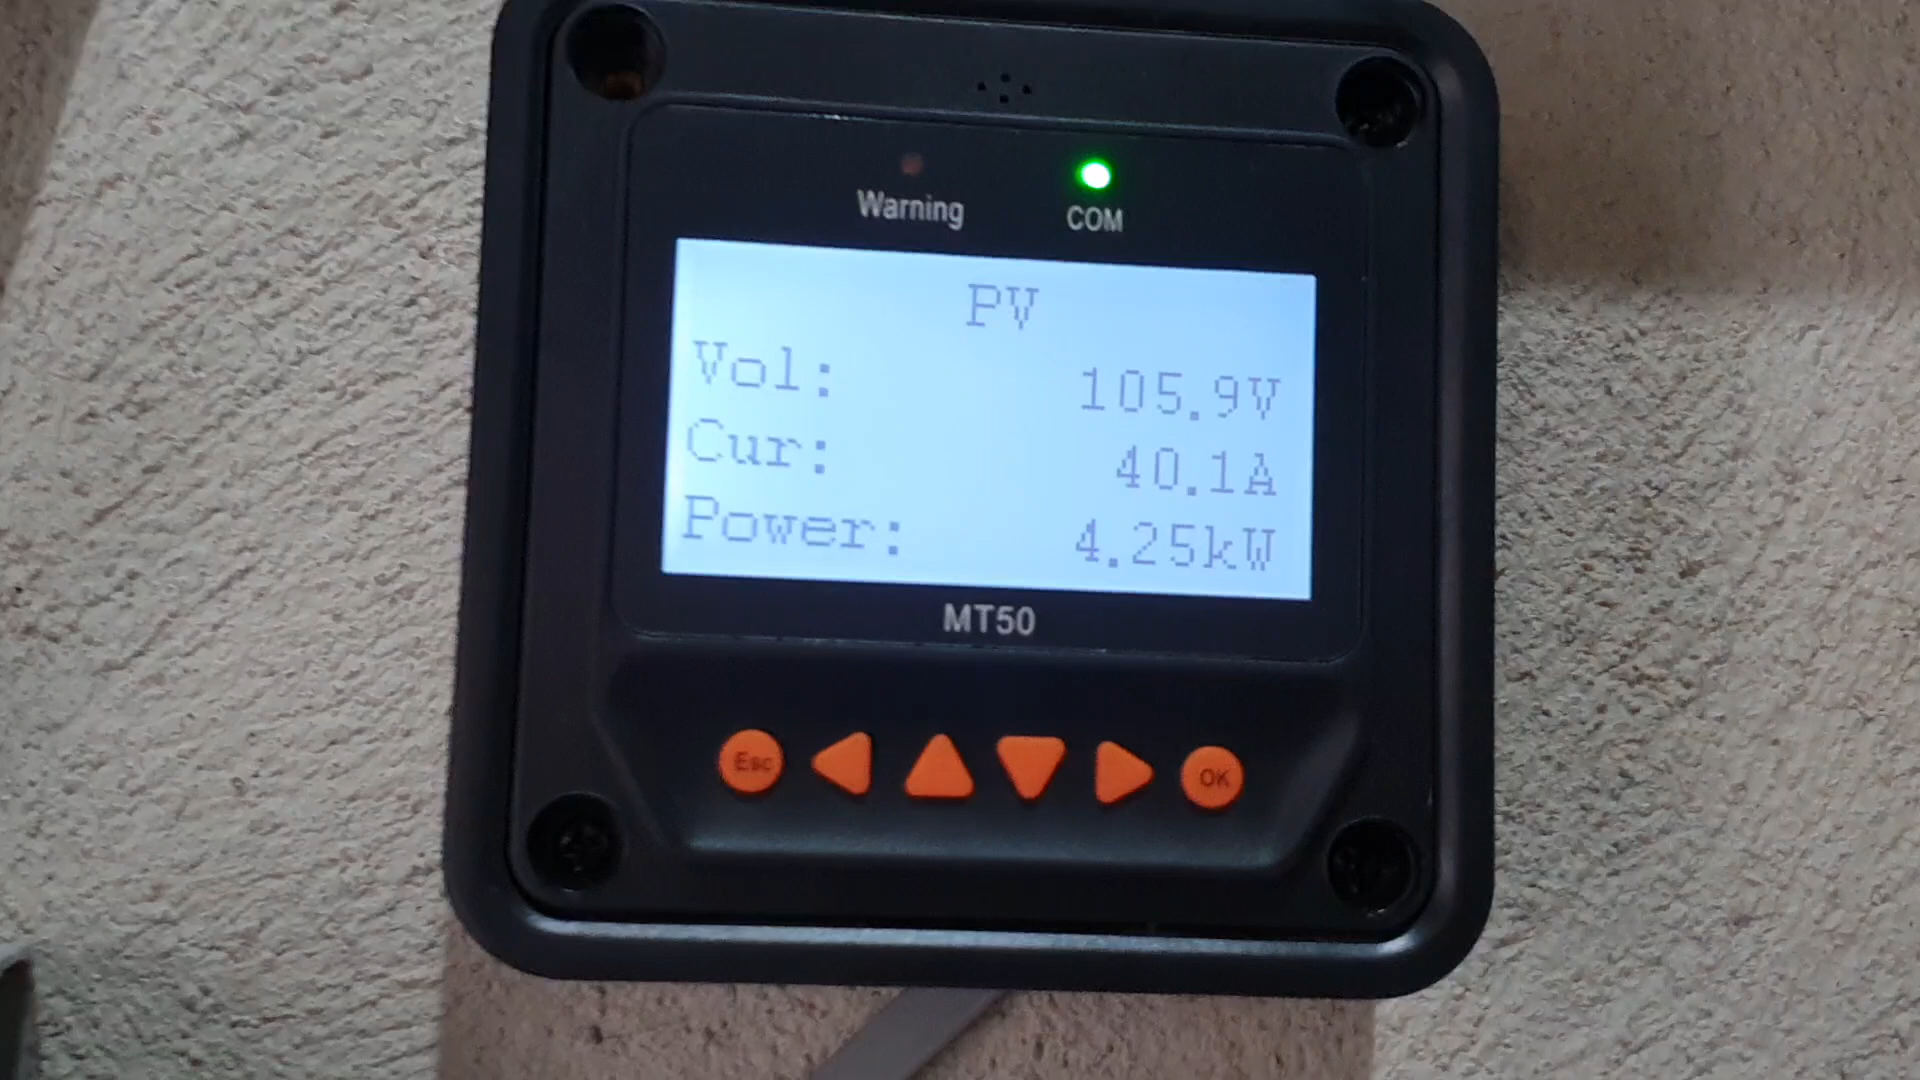 Warning COM
PV
Vol: 105.9V
Cur: 40.1A
Power: 4.25kW
MT50
Esc OK